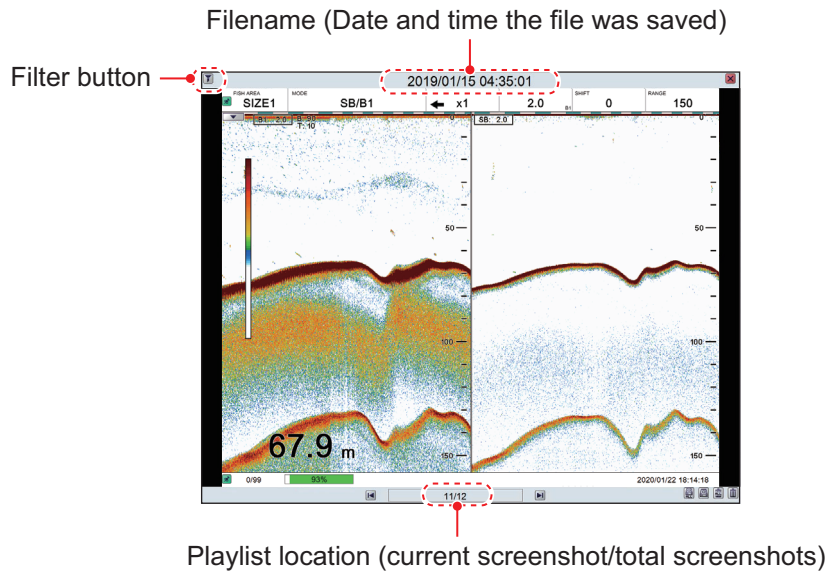 Filename (Date and time the file was saved)
Filter button
2019/01/15 04:35:01
FISH AREA MODE SHIFT RANGE
SIZE1 SB/B1 x1 2.0 B1 0 150
B1: 2.0 B: 90 0 SB: 2.0 0
T: 10
50 50
100 100
150 150
67.9 m
0/99 93% 2020/01/22 18:14:18
11/12
Playlist location (current screenshot/total screenshots)